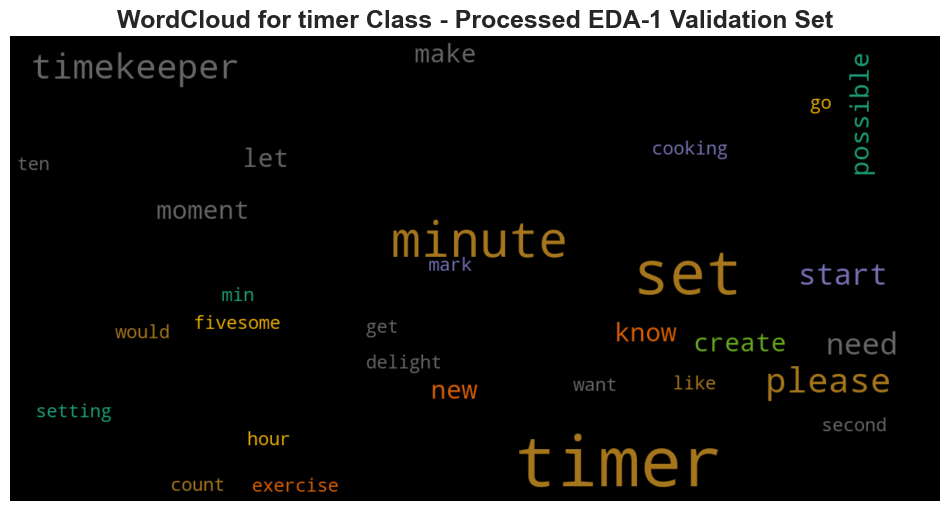 WordCloud for timer Class - Processed EDA-1 Validation Set
timekeeper
make
possible
go
cooking
ten
let
moment
minute
mark
set
start
min
fivesome
would
get
know
create
need
delight
new
want
like
please
setting
second
hour
timer
count
exercise